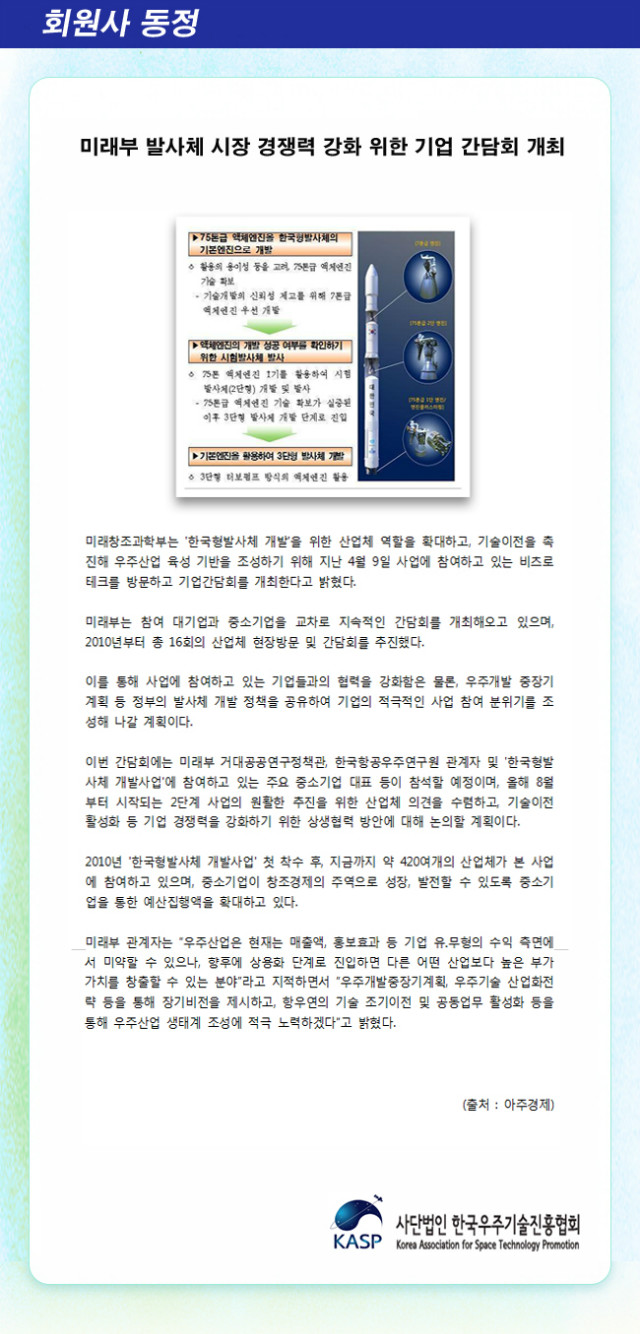 회원사 동정
미래부 발사체 시장 경쟁력 강화 위한 기업 간담회 개최
▶75톤급 액체엔진을 한국형발사체의
기본엔진으로 개발
◇ 활용의 용이성 등을 고려, 75톤급 액체엔진
기술 확보
- 기술개발의 신뢰성 제고를 위해 7톤급
액체엔진 우선 개발
▶액체엔진의 개발 성공 여부를 확인하기
위한 시험발사체 발사
◇ 75톤 액체엔진 1기를 활용하여 시험
발사체(2단형) 개발 및 발사
- 75톤급 액체엔진 기술 확보가 실증된
이후 3단형 발사체 개발 단계로 진입
▶기본엔진을 활용하여 3단형 발사체 개발
◇ 3단형 터보펌프 방식의 액체엔진 활용
[7톤급 엔진]
[75톤급 2단 엔진]
[75톤급 1단 엔진/
엔진클러스터링]
대한민국
미래창조과학부는 '한국형발사체 개발'을 위한 산업체 역할을 확대하고, 기술이전을 촉
진해 우주산업 육성 기반을 조성하기 위해 지난 4월 9일 사업에 참여하고 있는 비즈로
테크를 방문하고 기업간담회를 개최한다고 밝혔다.
미래부는 참여 대기업과 중소기업을 교차로 지속적인 간담회를 개최해오고 있으며,
2010년부터 총 16회의 산업체 현장방문 및 간담회를 추진했다.
이를 통해 사업에 참여하고 있는 기업들과의 협력을 강화함은 물론, 우주개발 중장기
계획 등 정부의 발사체 개발 정책을 공유하여 기업의 적극적인 사업 참여 분위기를 조
성해 나갈 계획이다.
이번 간담회에는 미래부 거대공공연구정책관, 한국항공우주연구원 관계자 및 '한국형발
사체 개발사업'에 참여하고 있는 주요 중소기업 대표 등이 참석할 예정이며, 올해 8월
부터 시작되는 2단계 사업의 원활한 추진을 위한 산업체 의견을 수렴하고, 기술이전
활성화 등 기업 경쟁력을 강화하기 위한 상생협력 방안에 대해 논의할 계획이다.
2010년 '한국형발사체 개발사업' 첫 착수 후, 지금까지 약 420여개의 산업체가 본 사업
에 참여하고 있으며, 중소기업이 창조경제의 주역으로 성장, 발전할 수 있도록 중소기
업을 통한 예산집행액을 확대하고 있다.
미래부 관계자는 "우주산업은 현재는 매출액, 홍보효과 등 기업 유.무형의 수익 측면에
서 미약할 수 있으나, 향후에 상용화 단계로 진입하면 다른 어떤 산업보다 높은 부가
가치를 창출할 수 있는 분야"라고 지적하면서 "우주개발중장기계획, 우주기술 산업화전
략 등을 통해 장기비전을 제시하고, 항우연의 기술 조기이전 및 공동업무 활성화 등을
통해 우주산업 생태계 조성에 적극 노력하겠다"고 밝혔다.
(출처 : 아주경제)
KASP
사단법인 한국우주기술진흥협회
Korea Association for Space Technology Promotion